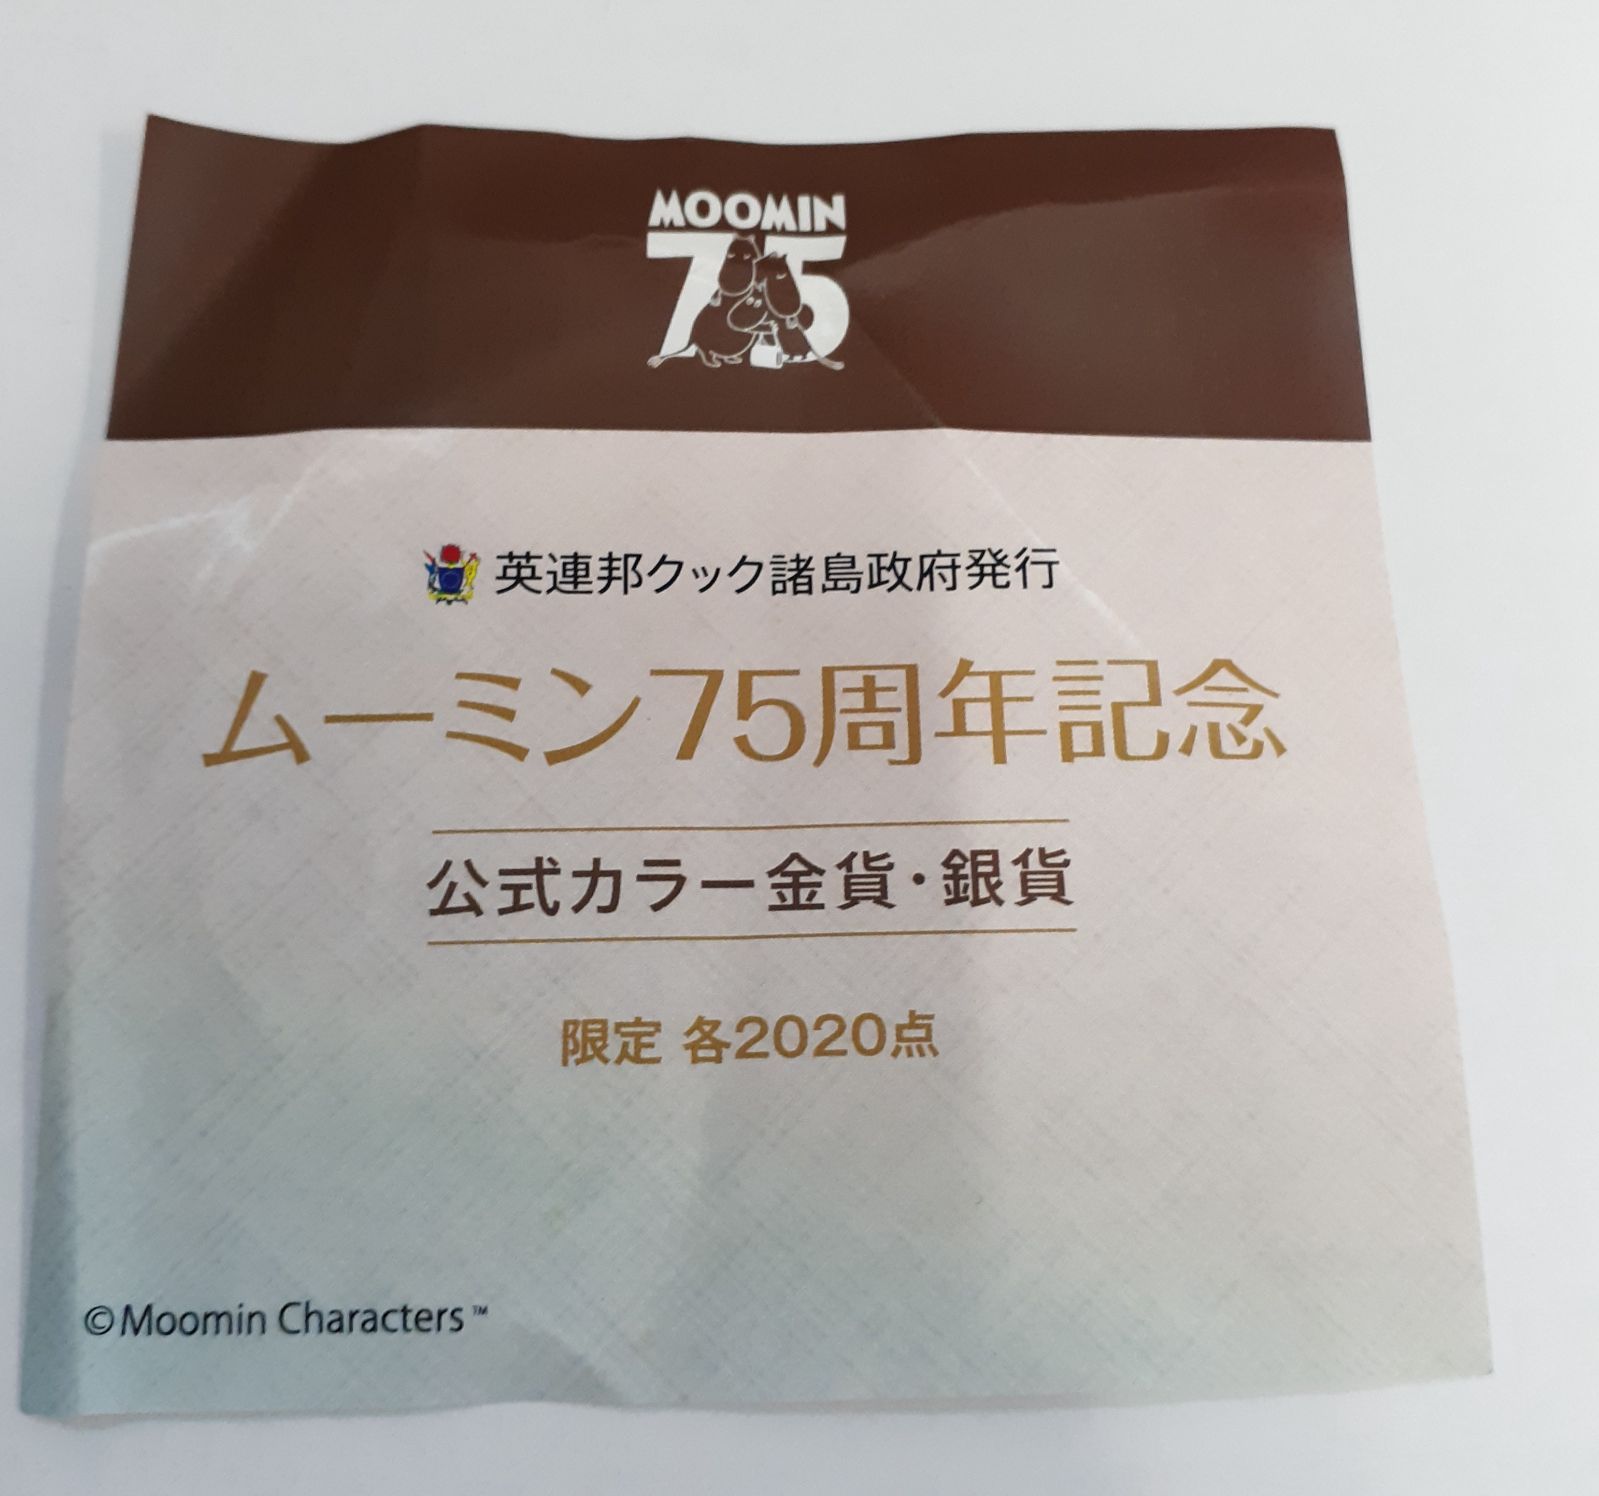 MOOMIN
75
英連邦クック諸島政府発行
ムーミン75周年記念
公式カラー金貨・銀貨
限定 各2020点
©Moomin Characters™